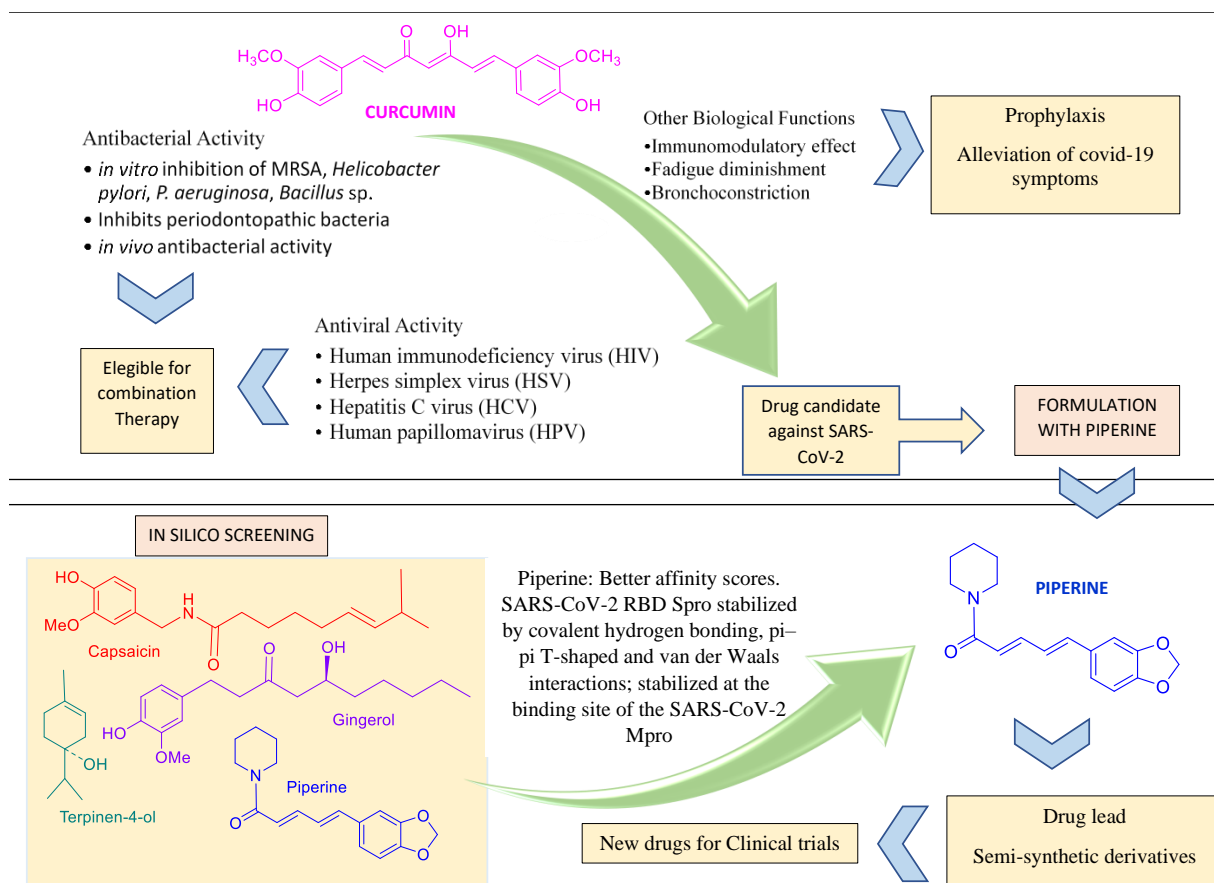 O
OH
H₃CO
OCH₃
HO
OH
CURCUMIN
Antibacterial Activity
• in vitro inhibition of MRSA, Helicobacter
pylori, P. aeruginosa, Bacillus sp.
• Inhibits periodontopathic bacteria
• in vivo antibacterial activity
Other Biological Functions
•Immunomodulatory effect
•Fadigue diminishment
•Bronchoconstriction
Prophylaxis
Alleviation of covid-19
symptoms
Antiviral Activity
• Human immunodeficiency virus (HIV)
• Herpes simplex virus (HSV)
• Hepatitis C virus (HCV)
• Human papillomavirus (HPV)
Elegible for
combination
Therapy
Drug candidate
against SARS-
CoV-2
FORMULATION
WITH PIPERINE
IN SILICO SCREENING
HO
MeO
H
N
O
Capsaicin
O
OH
HO
OMe
Gingerol
OH
Terpinen-4-ol
N
O
O
O
Piperine
Piperine: Better affinity scores.
SARS-CoV-2 RBD Spro stabilized
by covalent hydrogen bonding, pi–
pi T-shaped and van der Waals
interactions; stabilized at the
binding site of the SARS-CoV-2
Mpro
N
O
O
O
PIPERINE
Drug lead
Semi-synthetic derivatives
New drugs for Clinical trials